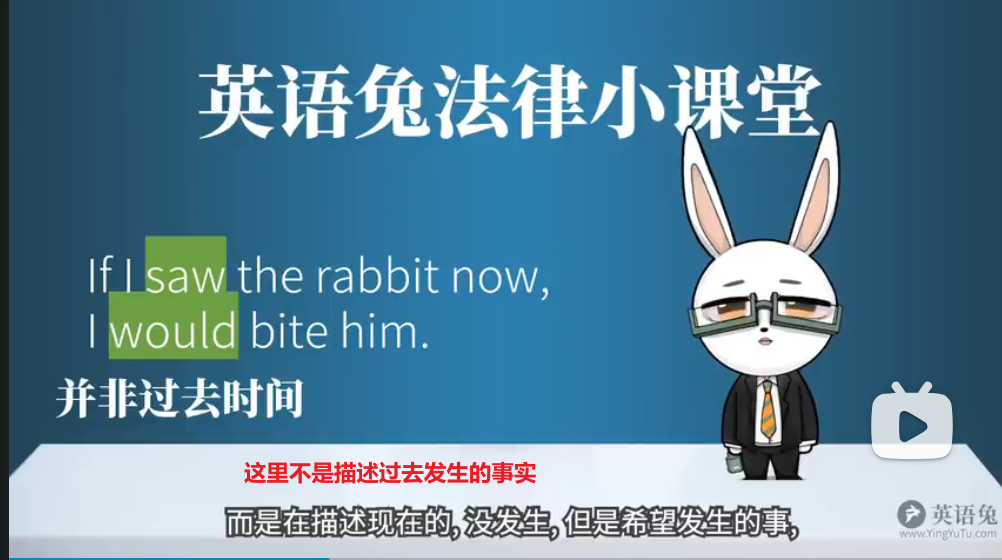 英语兔法律小课堂
If I saw the rabbit now,
I would bite him.
并非过去时间
这里不是描述过去发生的事实
而是在描述现在的,没发生,但是希望发生的事,
英语兔
www.YingYuTu.com